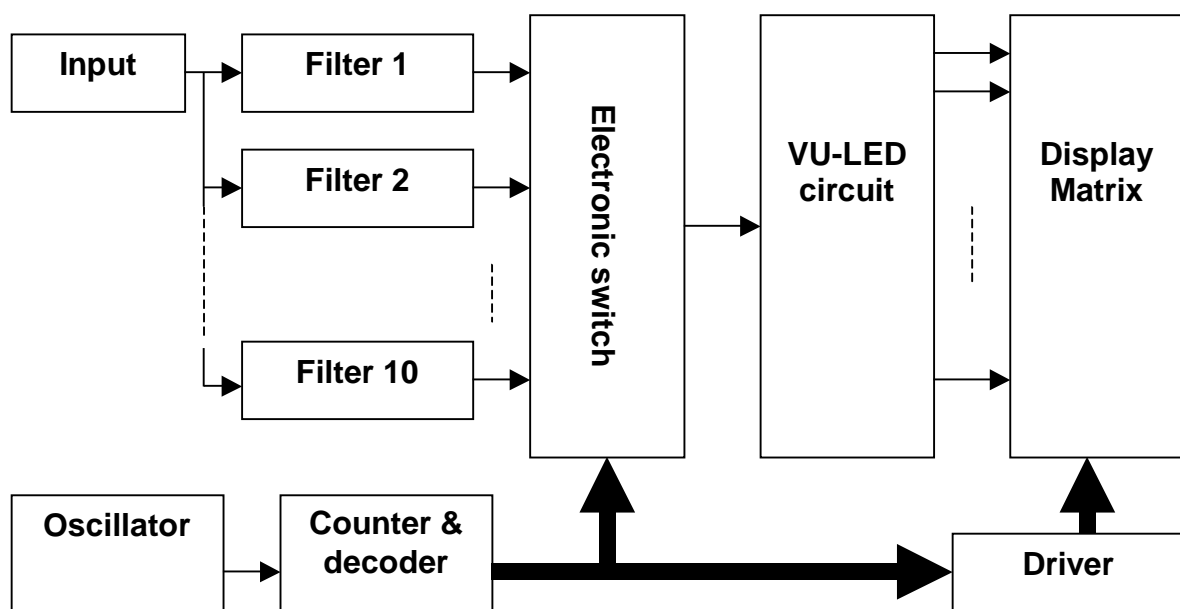 Input
Filter 1
Filter 2
Filter 10
Electronic switch
VU-LED
circuit
Display
Matrix
Oscillator
Counter &
decoder
Driver